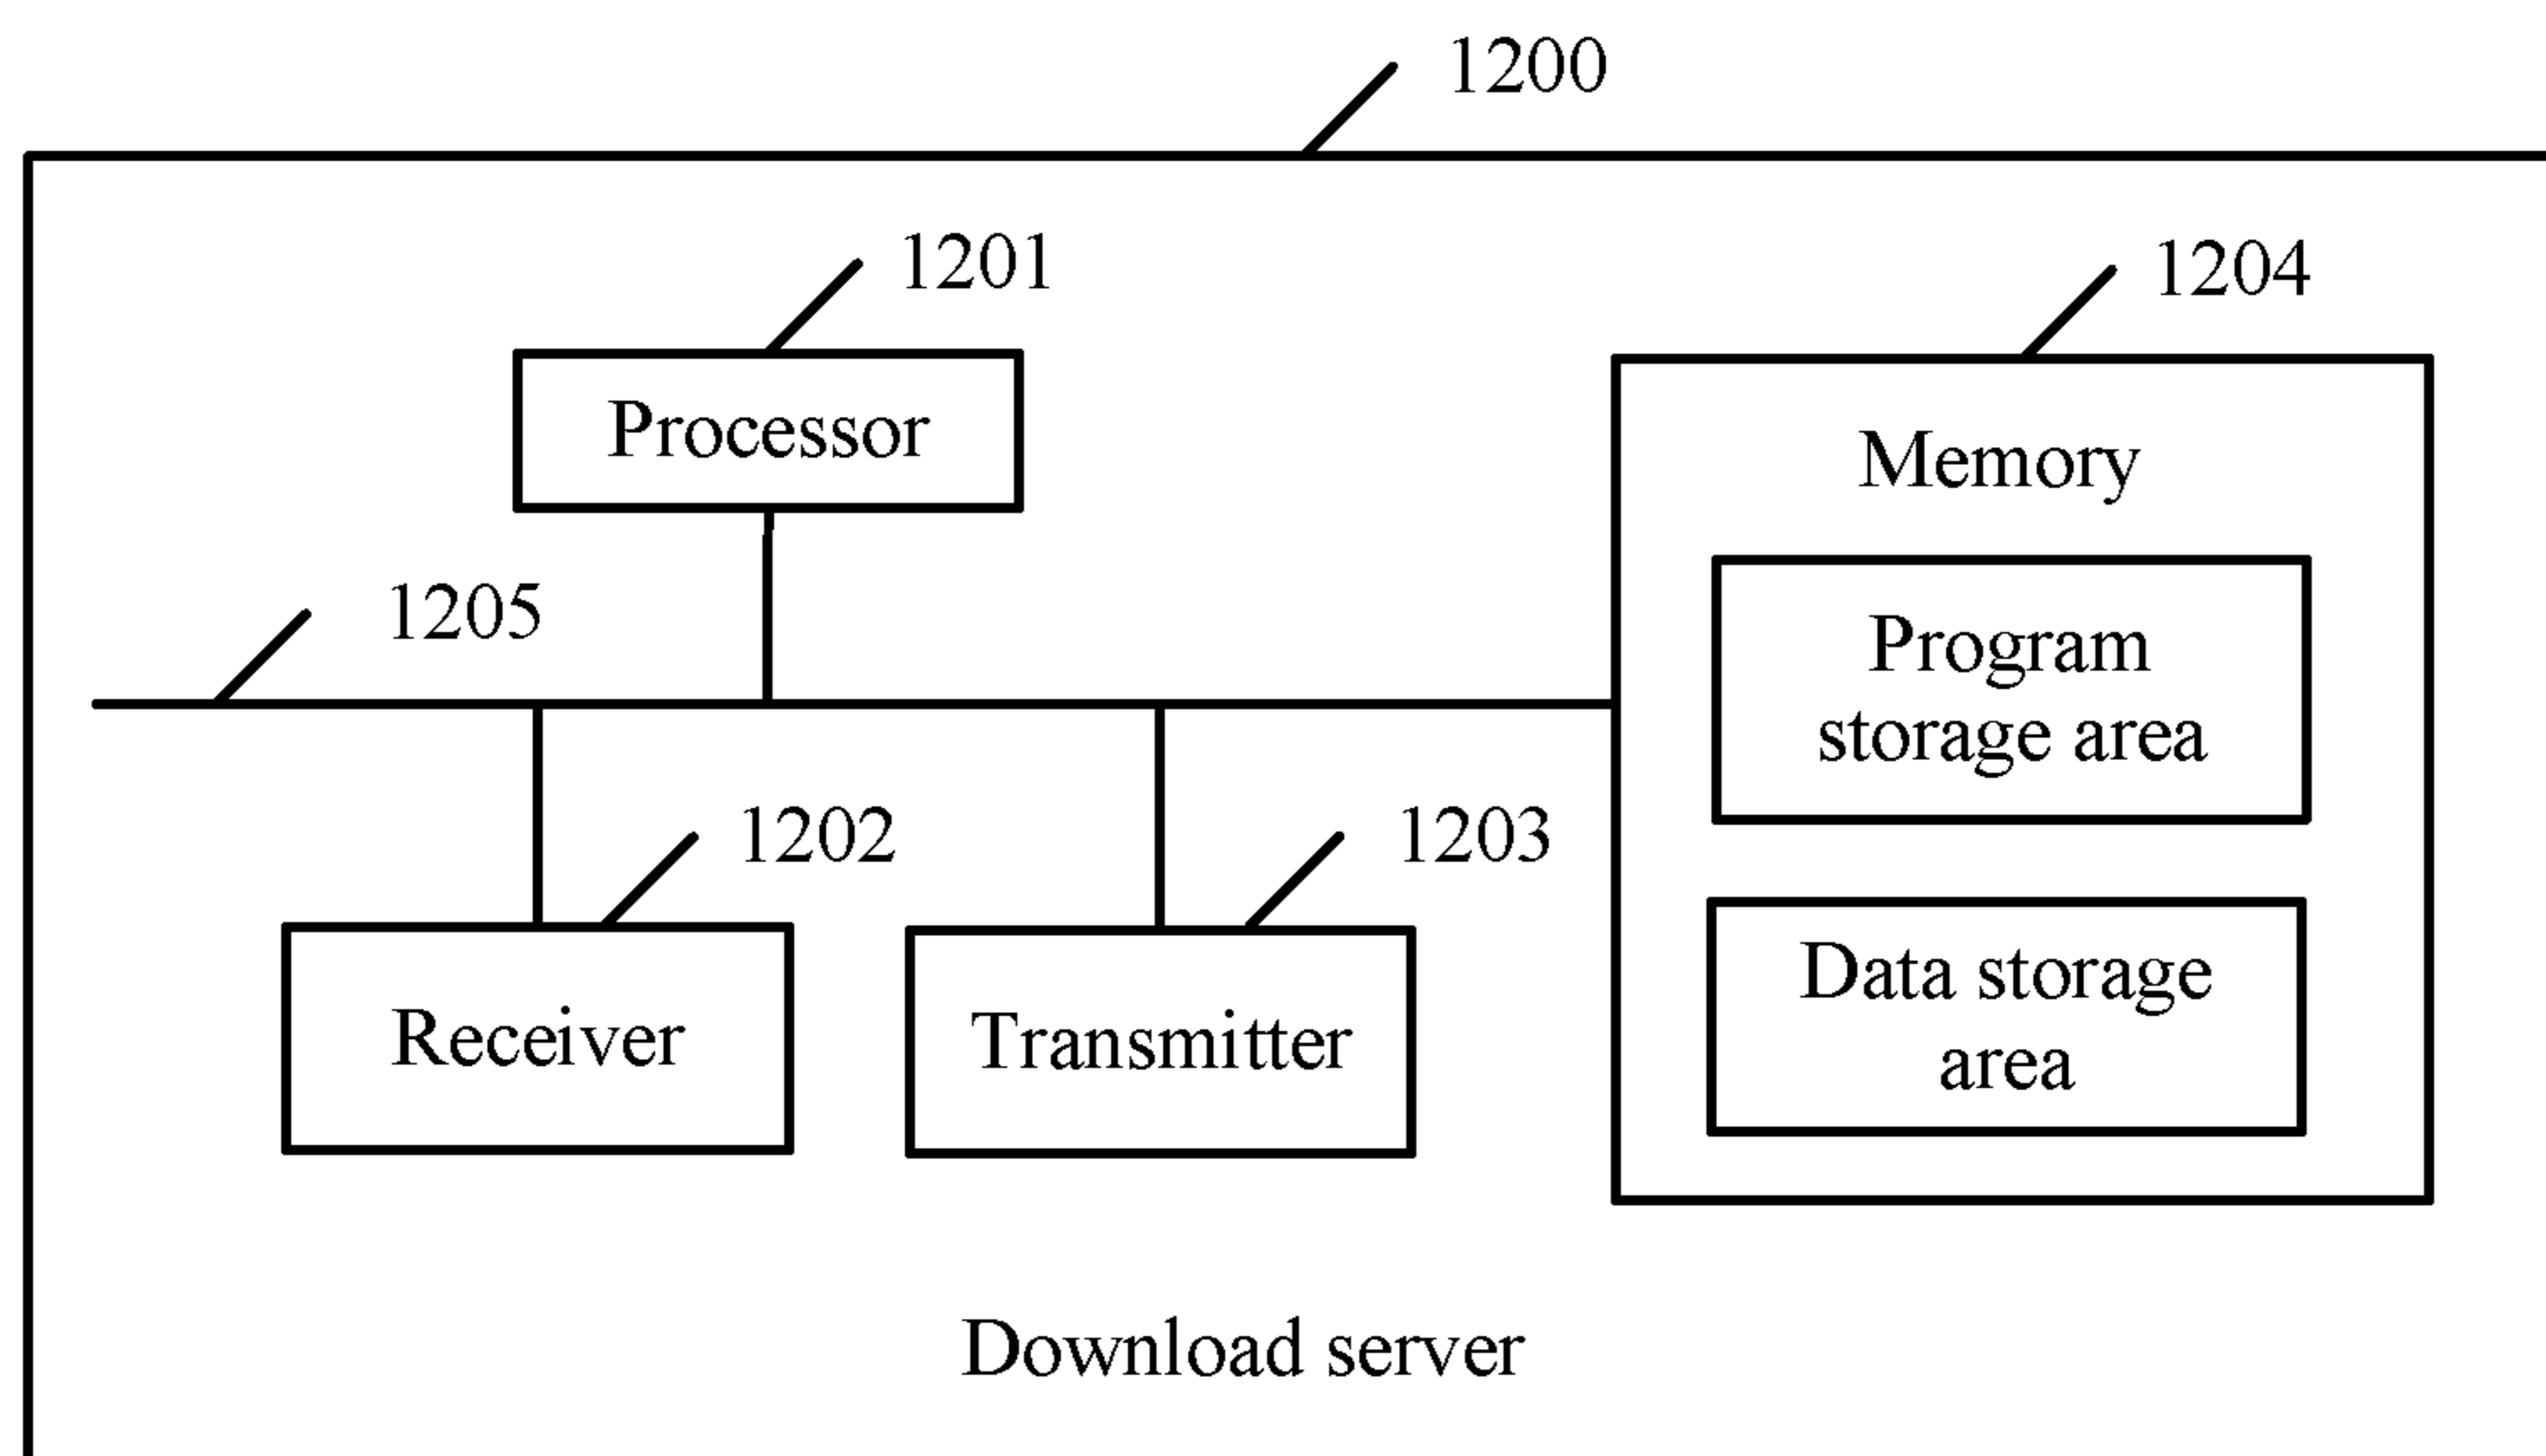 1200
1201
1204
Processor
Memory
1205
Program
storage area
1202
1203
Data storage
area
Receiver
Transmitter
Download server